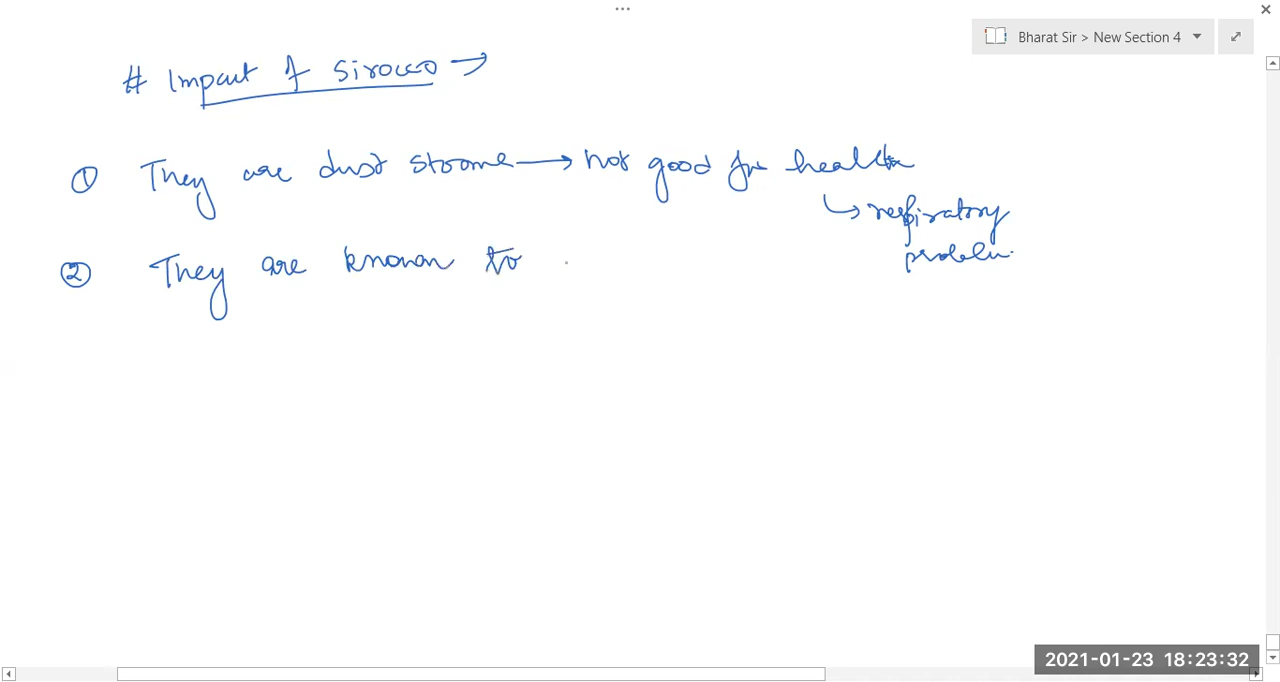 Bharat Sir > New Section 4
# Impact of Sirocco →
① They are dust storms → not good for health
↳ respiratory
problem
② They are known to
2021-01-23 18:23:32